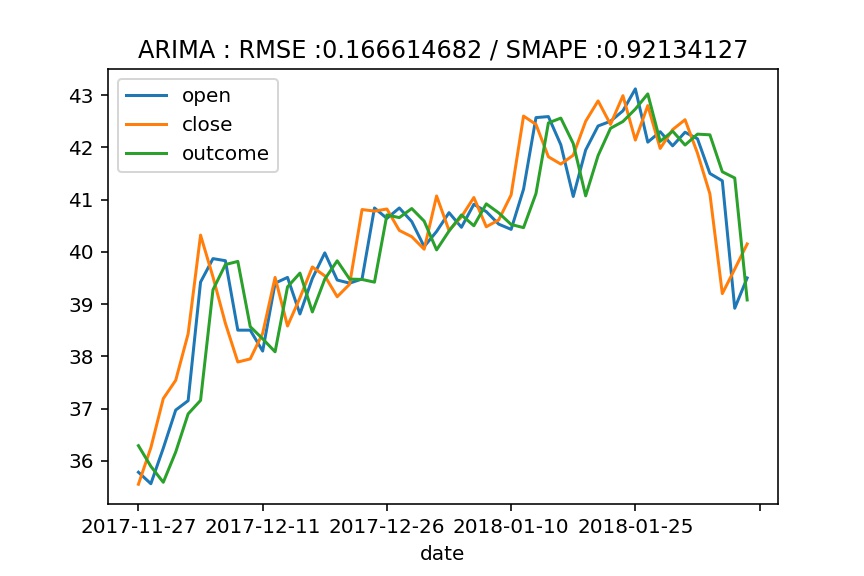 ARIMA : RMSE :0.166614682 / SMAPE :0.92134127
open
close
outcome
43
42
41
40
39
38
37
36
2017-11-27 2017-12-11 2017-12-26 2018-01-10 2018-01-25
date